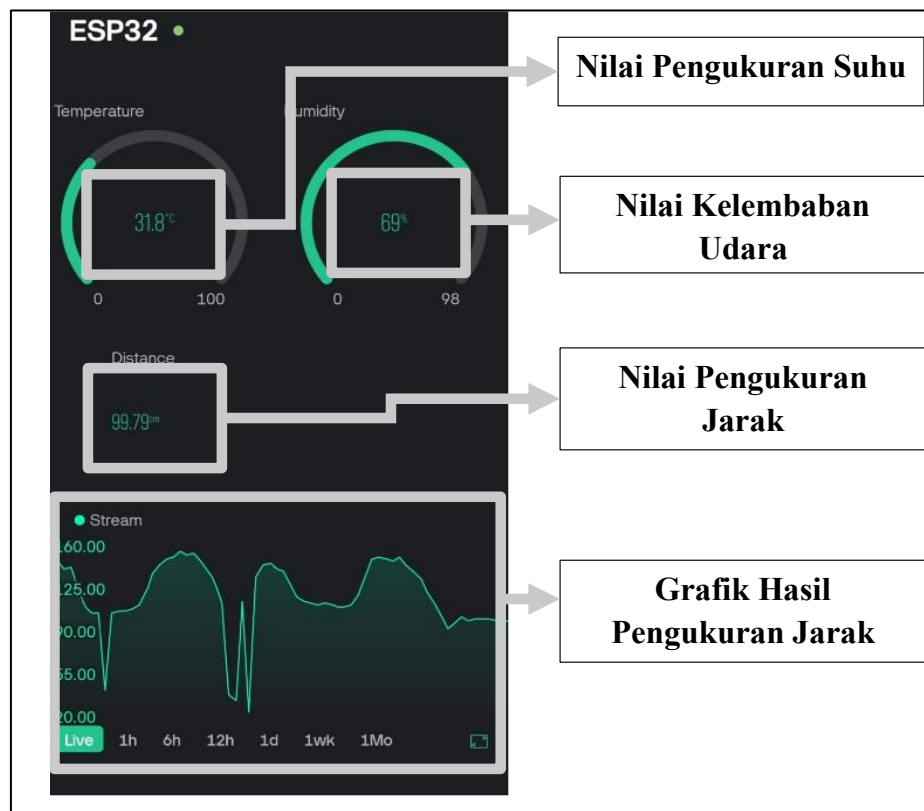 ESP32
Nilai Pengukuran Suhu
Temperature
umidity
31.8°C
69%
Nilai Kelembaban
Udara
0
100
0
98
Distance
99.79cm
Nilai Pengukuran
Jarak
Stream
160.00
125.00
90.00
55.00
20.00
Grafik Hasil
Pengukuran Jarak
Live 1h 6h 12h 1d 1wk 1Mo